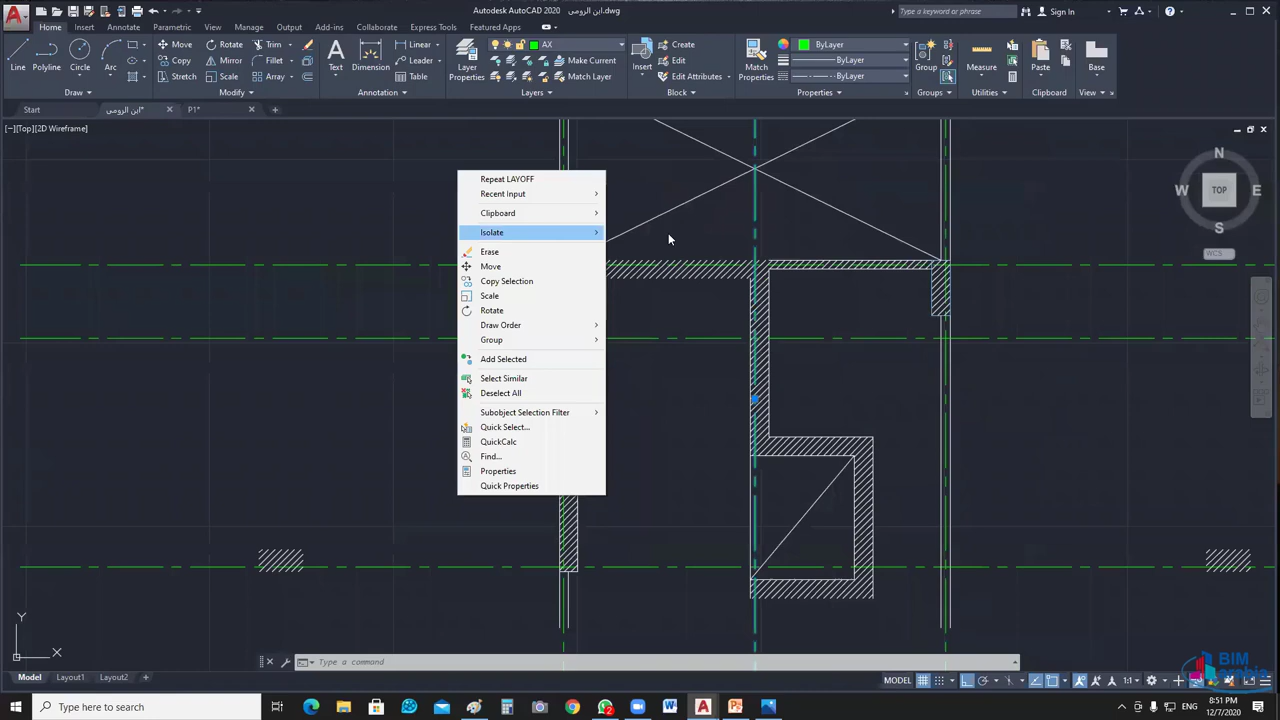 Autodesk AutoCAD 2020 ابن الرومى.dwg
Type a keyword or phrase
Sign In
Home Insert Annotate Parametric View Manage Output Add-ins Collaborate Express Tools Featured Apps
Line Polyline Circle Arc
Move Rotate Trim
Copy Mirror Fillet
Stretch Scale Array
Text Dimension
Linear
Leader
Table
Layer
Properties
AX
Make Current
Match Layer
Insert
Create
Edit
Edit Attributes
Match
Properties
ByLayer
ByLayer
ByLayer
Group Measure Paste Base
Draw Modify Annotation Layers Block Properties Groups Utilities Clipboard View
Start ابن الرومى* P1*
[−][Top][2D Wireframe]
N
W TOP E
S
WCS
Repeat LAYOFF
Recent Input
Clipboard
Isolate
Erase
Move
Copy Selection
Scale
Rotate
Draw Order
Group
Add Selected
Select Similar
Deselect All
Subobject Selection Filter
Quick Select...
QuickCalc
Find...
Properties
Quick Properties
Y
X
Type a command
Model Layout1 Layout2
MODEL 1:1
BIM
arabia
Type here to search
8:51 PM
12/7/2020